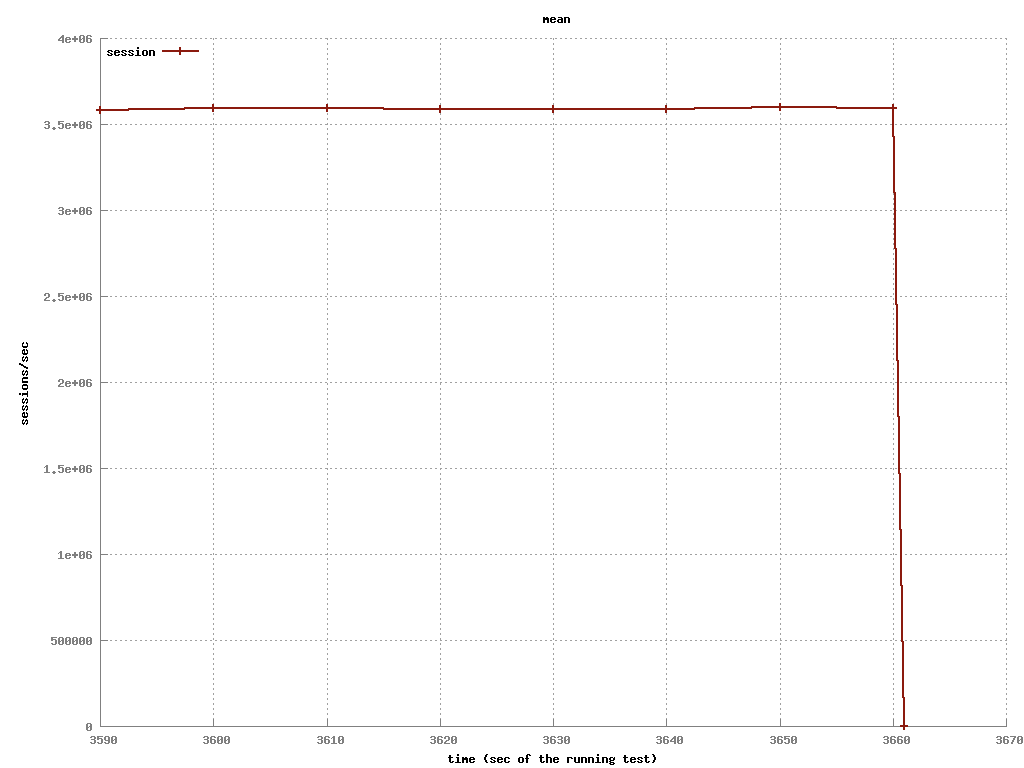 mean
4e+06
session
3.5e+06
3e+06
2.5e+06
sessions/sec
2e+06
1.5e+06
1e+06
500000
0
3590 3600 3610 3620 3630 3640 3650 3660 3670
time (sec of the running test)